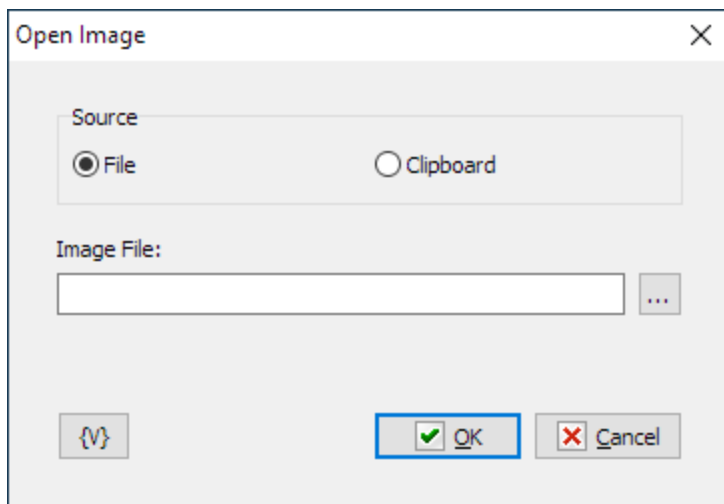 Open Image
Source
File Clipboard
Image File:
...
{V} OK Cancel